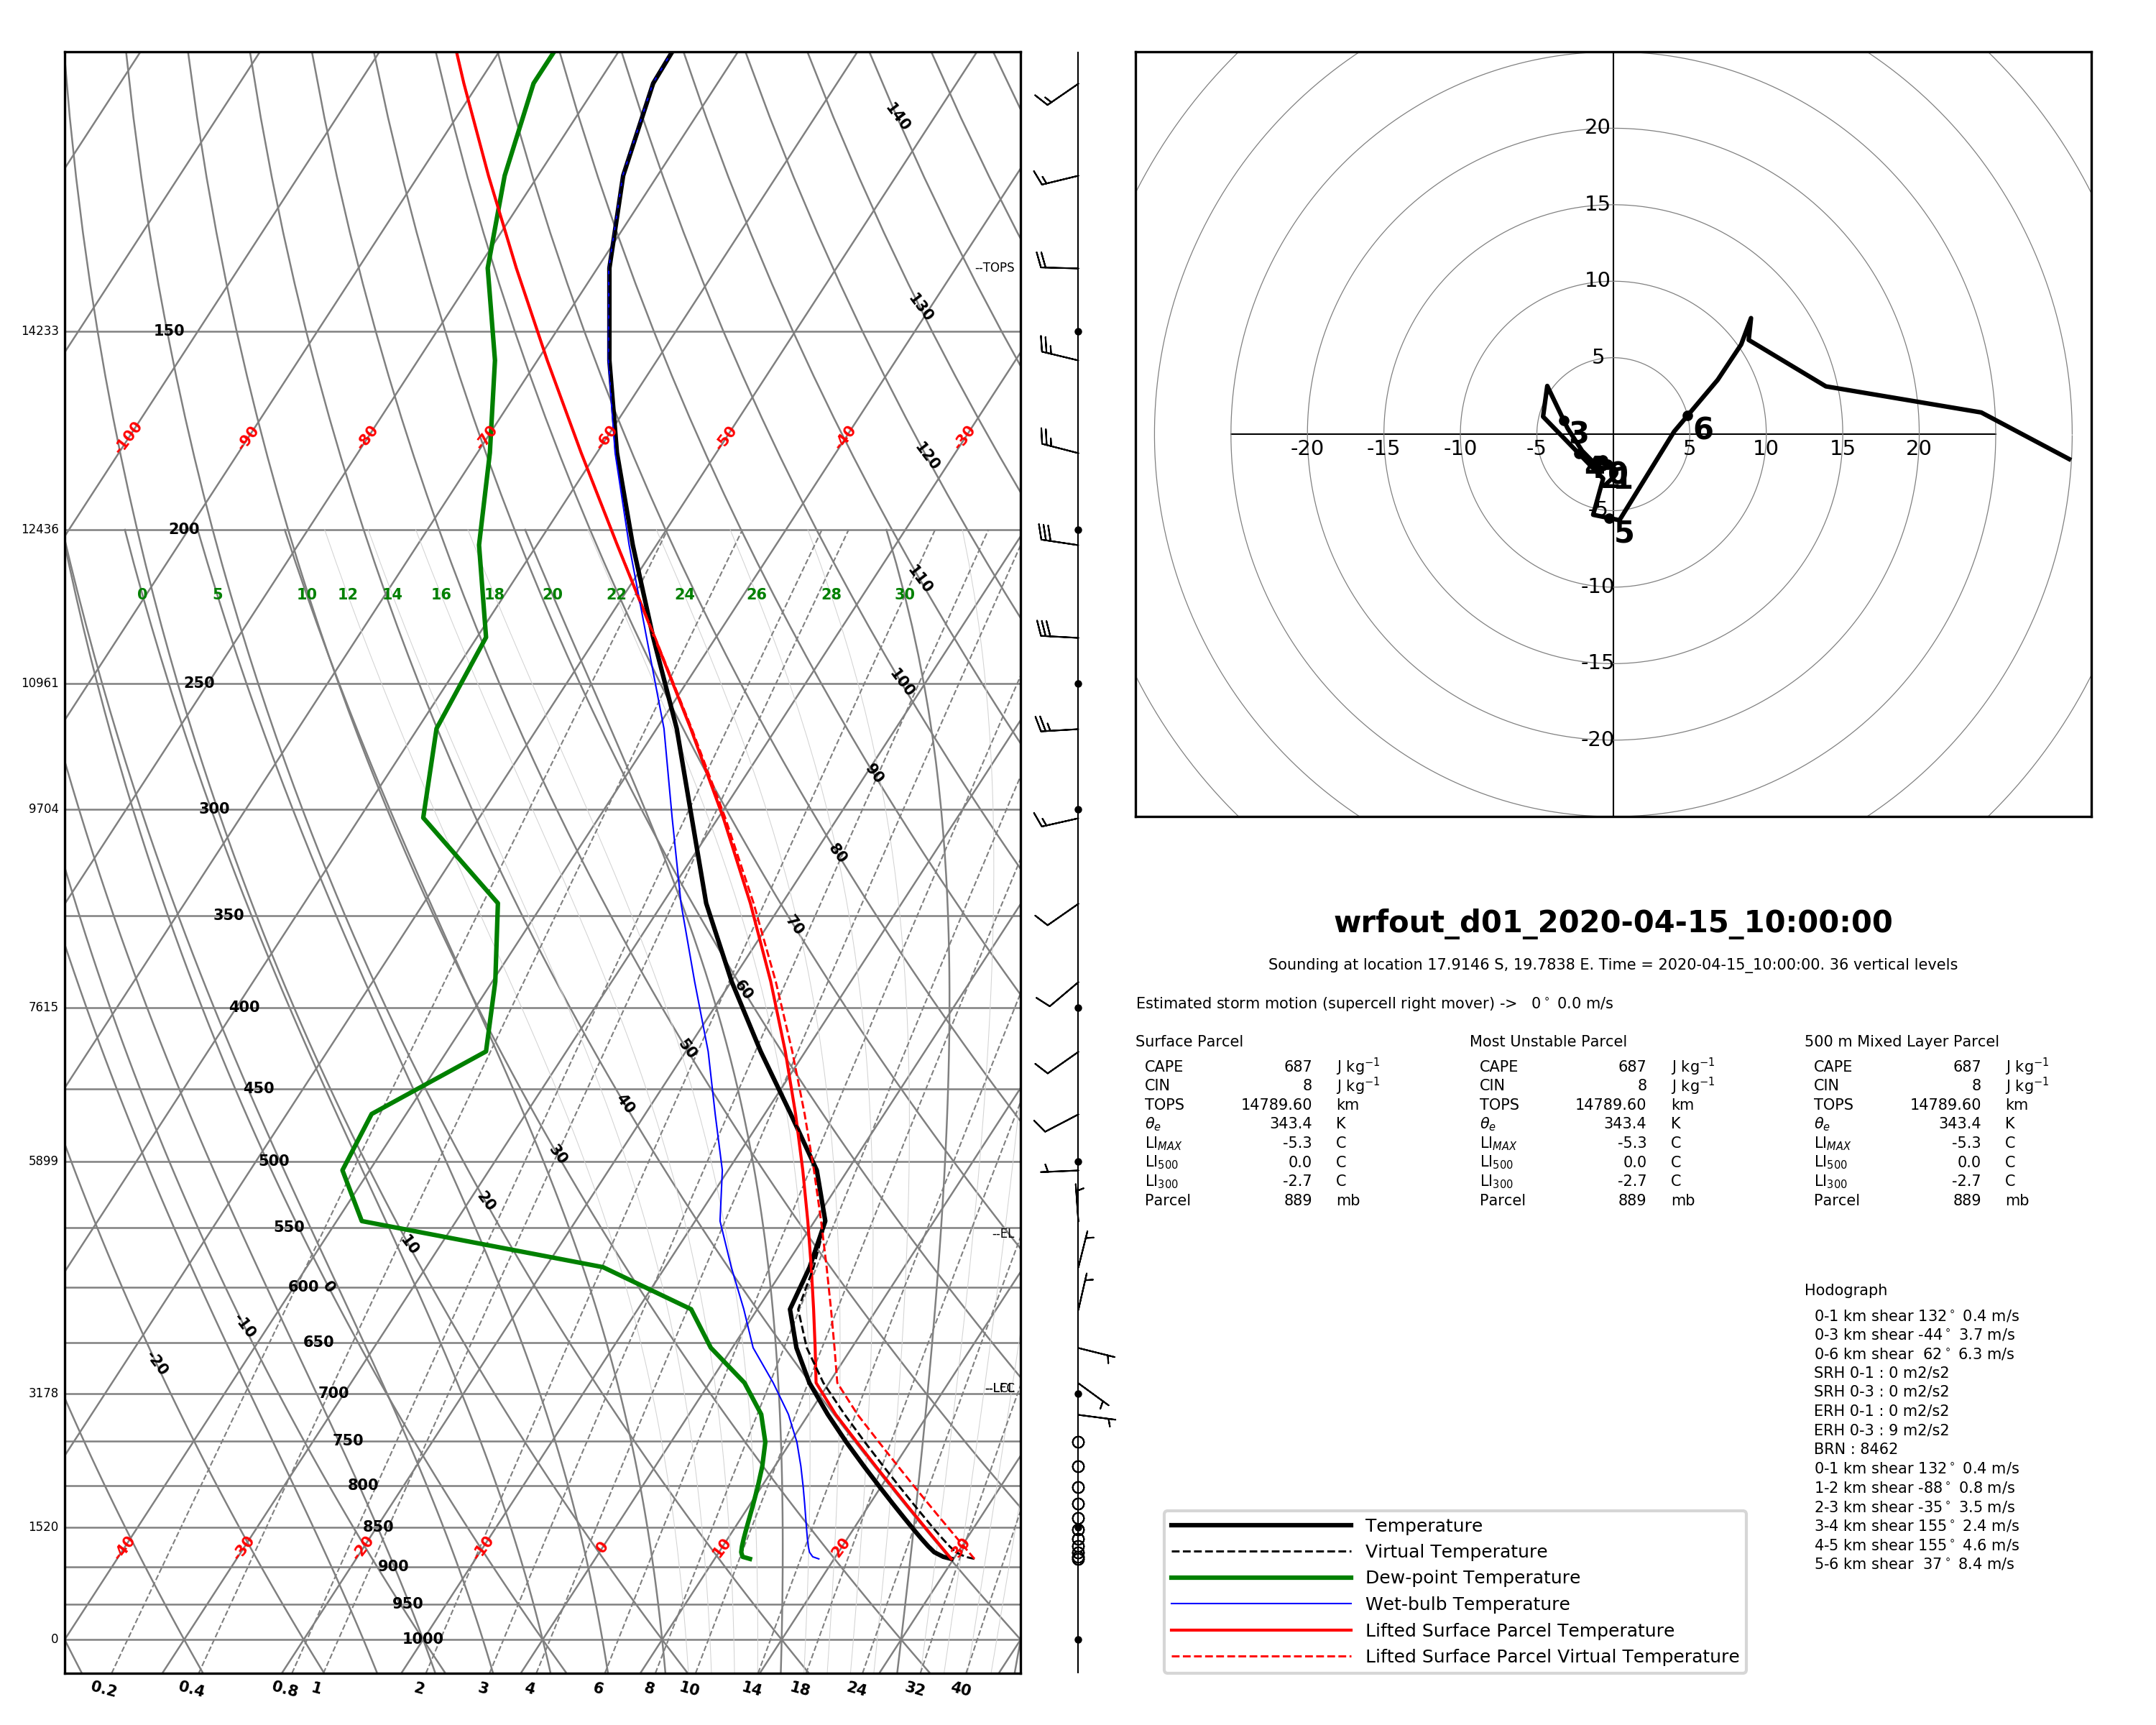 140
--TOPS
130
14233 150
-100 -90 -80 -70 -60 -50 -40 -30
120
12436 200
110
0 5 10 12 14 16 18 20 22 24 26 28 30
100
10961 250
90
9704 300
80
350
70
60
7615 400
50
450
40
5899 500
30
20
550
10
--EL
600 0
-10
650
-20
3178 700
750
800
1520 850
-40 -30 -20 -10 0 10 20 30
900
950
0 1000
0.2 0.4 0.8 1 2 3 4 6 8 10 14 18 24 32 40
20
15
10
5
-20 -15 -10 -5 5 10 15 20
3
6
5
-5
-10
-15
-20
wrfout_d01_2020-04-15_10:00:00
Sounding at location 17.9146 S, 19.7838 E. Time = 2020-04-15_10:00:00. 36 vertical levels
Estimated storm motion (supercell right mover) -> 0° 0.0 m/s
Surface Parcel
CAPE 687 J kg⁻¹
CIN 8 J kg⁻¹
TOPS 14789.60 km
θe 343.4 K
LIMAX -5.3 C
LI500 0.0 C
LI300 -2.7 C
Parcel 889 mb
Most Unstable Parcel
CAPE 687 J kg⁻¹
CIN 8 J kg⁻¹
TOPS 14789.60 km
θe 343.4 K
LIMAX -5.3 C
LI500 0.0 C
LI300 -2.7 C
Parcel 889 mb
500 m Mixed Layer Parcel
CAPE 687 J kg⁻¹
CIN 8 J kg⁻¹
TOPS 14789.60 km
θe 343.4 K
LIMAX -5.3 C
LI500 0.0 C
LI300 -2.7 C
Parcel 889 mb
Hodograph
0-1 km shear 132° 0.4 m/s
0-3 km shear -44° 3.7 m/s
0-6 km shear 62° 6.3 m/s
SRH 0-1 : 0 m2/s2
SRH 0-3 : 0 m2/s2
ERH 0-1 : 0 m2/s2
ERH 0-3 : 9 m2/s2
BRN : 8462
0-1 km shear 132° 0.4 m/s
1-2 km shear -88° 0.8 m/s
2-3 km shear -35° 3.5 m/s
3-4 km shear 155° 2.4 m/s
4-5 km shear 155° 4.6 m/s
5-6 km shear 37° 8.4 m/s
Temperature
Virtual Temperature
Dew-point Temperature
Wet-bulb Temperature
Lifted Surface Parcel Temperature
Lifted Surface Parcel Virtual Temperature